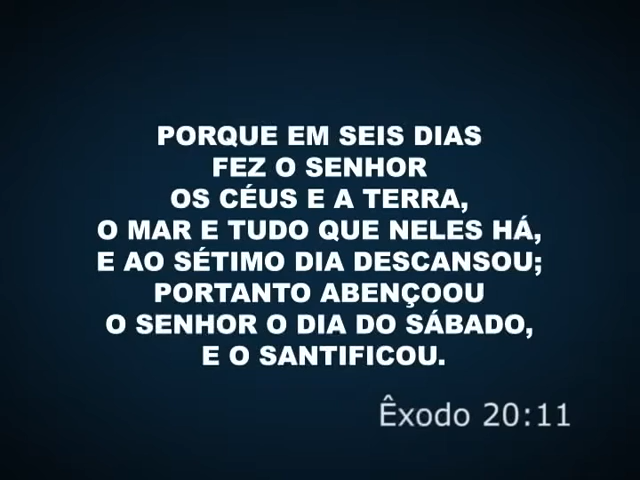 PORQUE EM SEIS DIAS
FEZ O SENHOR
OS CÉUS E A TERRA,
O MAR E TUDO QUE NELES HÁ,
E AO SÉTIMO DIA DESCANSOU;
PORTANTO ABENÇOOU
O SENHOR O DIA DO SÁBADO,
E O SANTIFICOU.
Êxodo 20:11